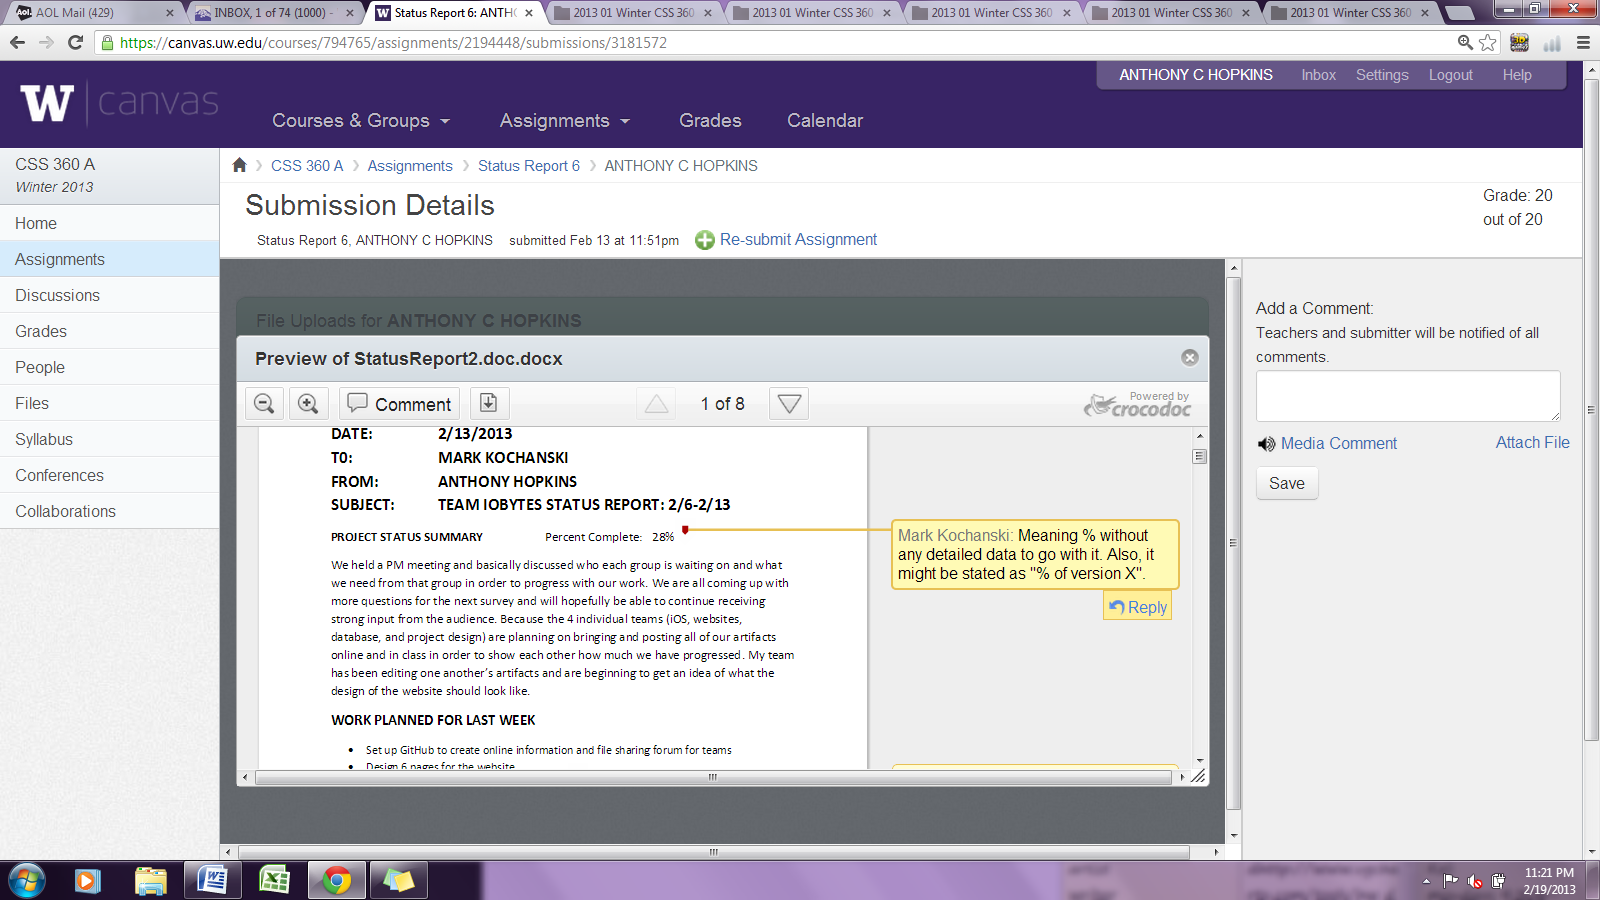 AOL Mail (429)
INBOX, 1 of 74 (1000) -
Status Report 6: ANTH
2013 01 Winter CSS 360
2013 01 Winter CSS 360
2013 01 Winter CSS 360
2013 01 Winter CSS 360
2013 01 Winter CSS 360
https://canvas.uw.edu/courses/794765/assignments/2194448/submissions/3181572
ANTHONY C HOPKINS Inbox Settings Logout Help
W canvas
Courses & Groups Assignments Grades Calendar
CSS 360 A
Winter 2013
Home
Assignments
Discussions
Grades
People
Files
Syllabus
Conferences
Collaborations
CSS 360 A Assignments Status Report 6 ANTHONY C HOPKINS
Submission Details
Status Report 6, ANTHONY C HOPKINS submitted Feb 13 at 11:51pm Re-submit Assignment
Grade: 20
out of 20
File Uploads for ANTHONY C HOPKINS
Preview of StatusReport2.doc.docx
Comment 1 of 8 Powered by
crocodoc
DATE: 2/13/2013
T0: MARK KOCHANSKI
FROM: ANTHONY HOPKINS
SUBJECT: TEAM IOBYTES STATUS REPORT: 2/6-2/13
PROJECT STATUS SUMMARY Percent Complete: 28%
We held a PM meeting and basically discussed who each group is waiting on and what
we need from that group in order to progress with our work. We are all coming up with
more questions for the next survey and will hopefully be able to continue receiving
strong input from the audience. Because the 4 individual teams (iOS, websites,
database, and project design) are planning on bringing and posting all of our artifacts
online and in class in order to show each other how much we have progressed. My team
has been editing one another's artifacts and are beginning to get an idea of what the
design of the website should look like.
WORK PLANNED FOR LAST WEEK
• Set up GitHub to create online information and file sharing forum for teams
• Design 6 pages for the website
Mark Kochanski: Meaning % without
any detailed data to go with it. Also, it
might be stated as "% of version X".
Reply
Add a Comment:
Teachers and submitter will be notified of all
comments.
Media Comment Attach File
Save
11:21 PM
2/19/2013